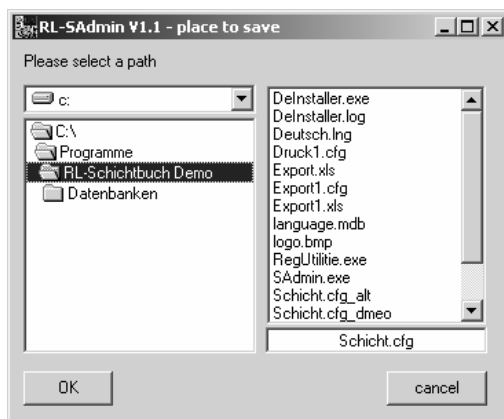 RL-SAdmin V1.1 - place to save
Please select a path
c:
C:\
Programme
RL-Schichtbuch Demo
Datenbanken
DeInstaller.exe
DeInstaller.log
Deutsch.lng
Druck1.cfg
Export.xls
Export1.cfg
Export1.xls
language.mdb
logo.bmp
RegUtilitie.exe
SAdmin.exe
Schicht.cfg_alt
Schicht.cfg_dmeo
Schicht.cfg
OK
cancel